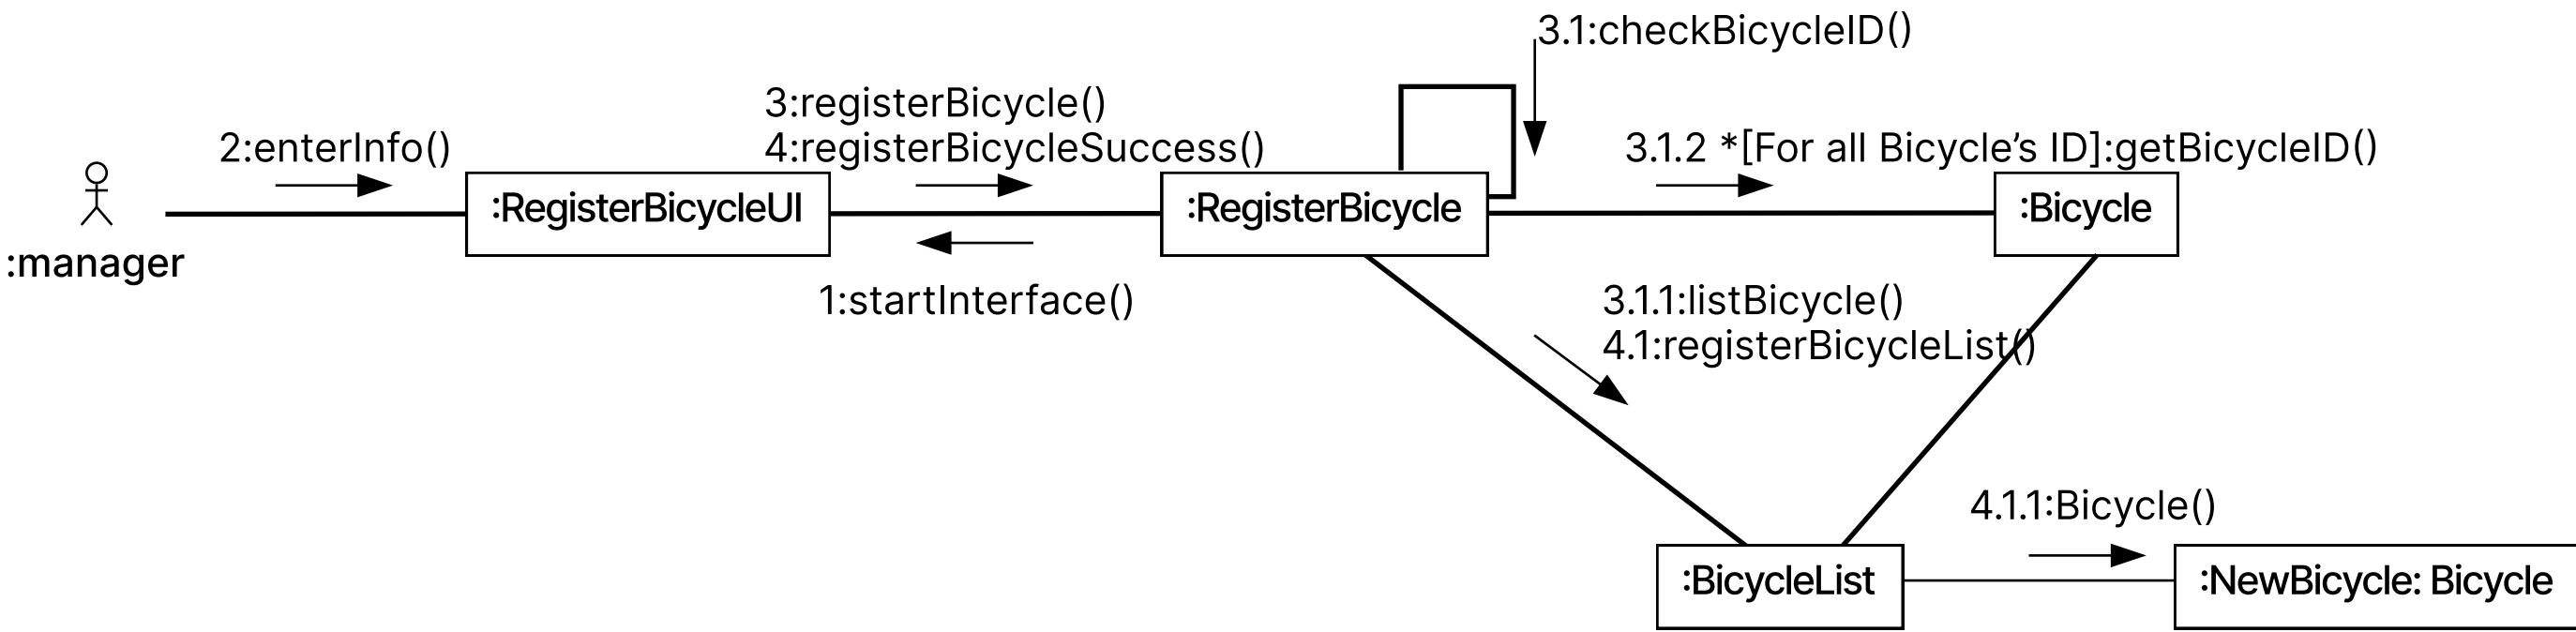 3.1:checkBicycleID()
3:registerBicycle()
4:registerBicycleSuccess()
2:enterInfo()
3.1.2 *[For all Bicycle’s ID]:getBicycleID()
:RegisterBicycleUI
:RegisterBicycle
:Bicycle
:manager
1:startInterface()
3.1.1:listBicycle()
4.1:registerBicycleList()
4.1.1:Bicycle()
:BicycleList
:NewBicycle: Bicycle